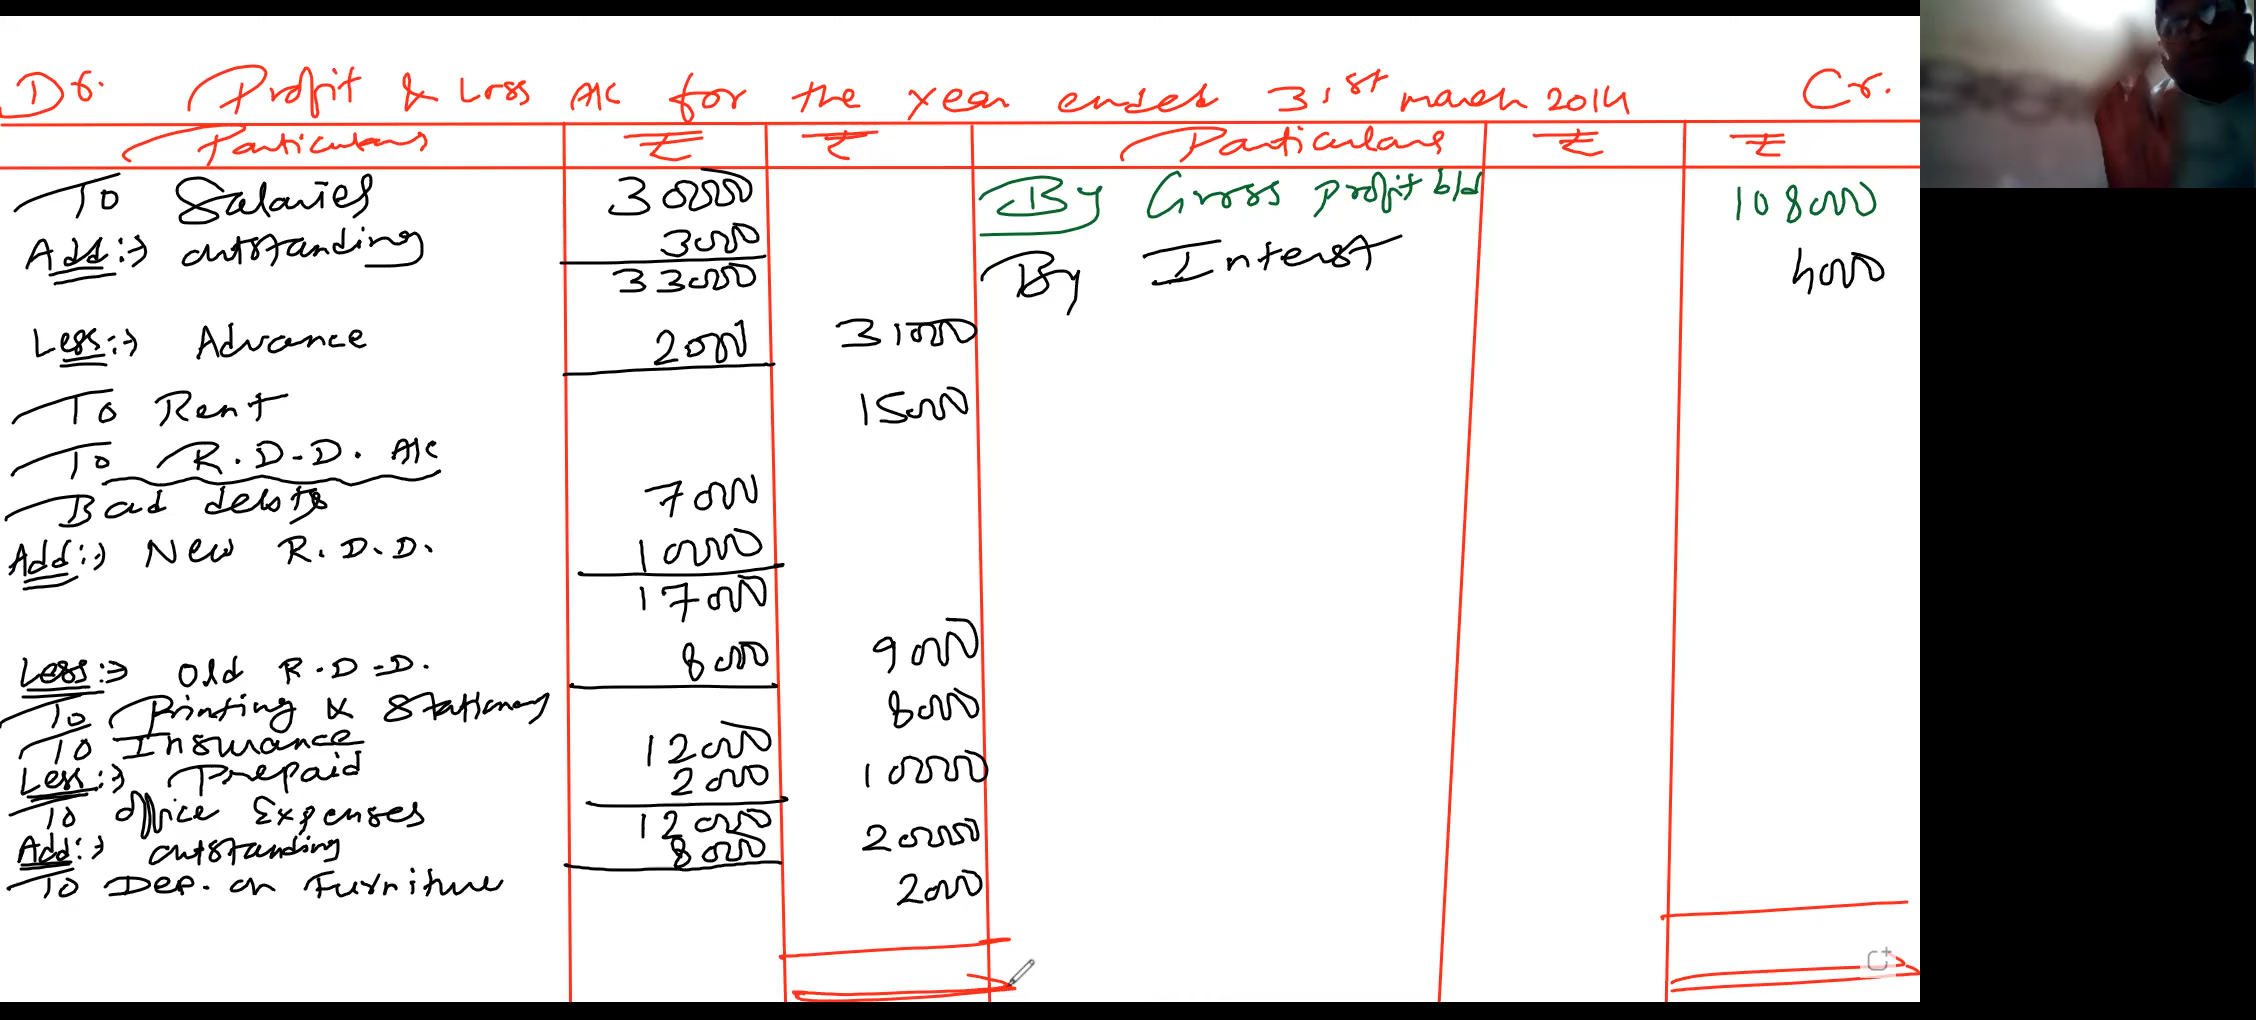 Dr. Profit & Loss A/c for the year ended 31st march 2014 Cr.
Particulars ₹ ₹ Particulars ₹ ₹
To Salaries 30000 By Gross profit b/d 108000
Add:→ outstanding 3000 By Interest 4000
33000
Less:→ Advance 2000 31000
To Rent 15000
To R.D.D. A/c
Bad debts 7000
Add:→ New R.D.D. 10000
17000
Less:→ Old R.D.D. 8000 9000
To Printing & Stationery 8000
To Insurance 12000
Less:→ Prepaid 2000 10000
To office Expenses 12000
Add:→ outstanding 8000 20000
To Dep. on Furniture 2000